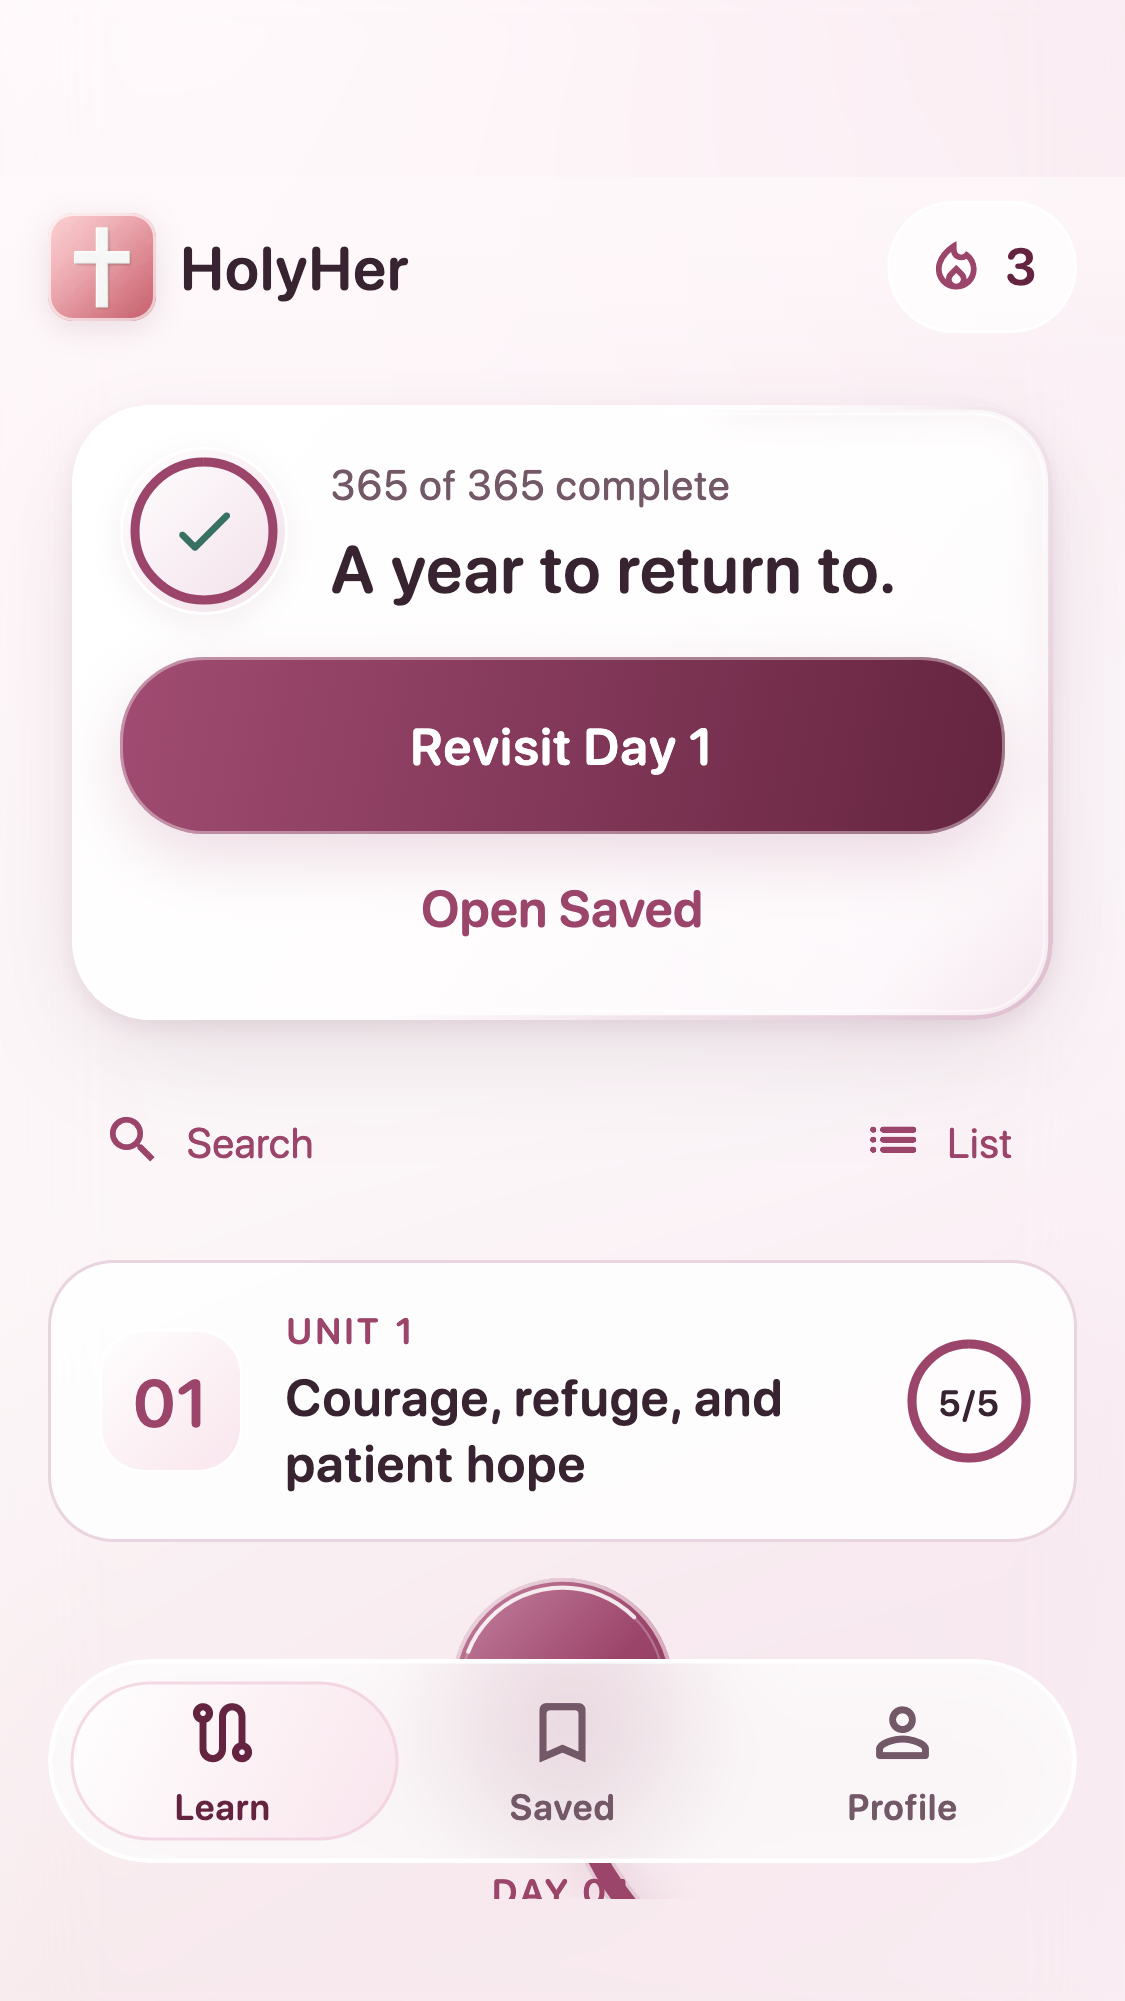 HolyHer
3
365 of 365 complete
A year to return to.
Revisit Day 1
Open Saved
Search
List
UNIT 1
01
Courage, refuge, and
patient hope
5/5
Learn
Saved
Profile
DAY